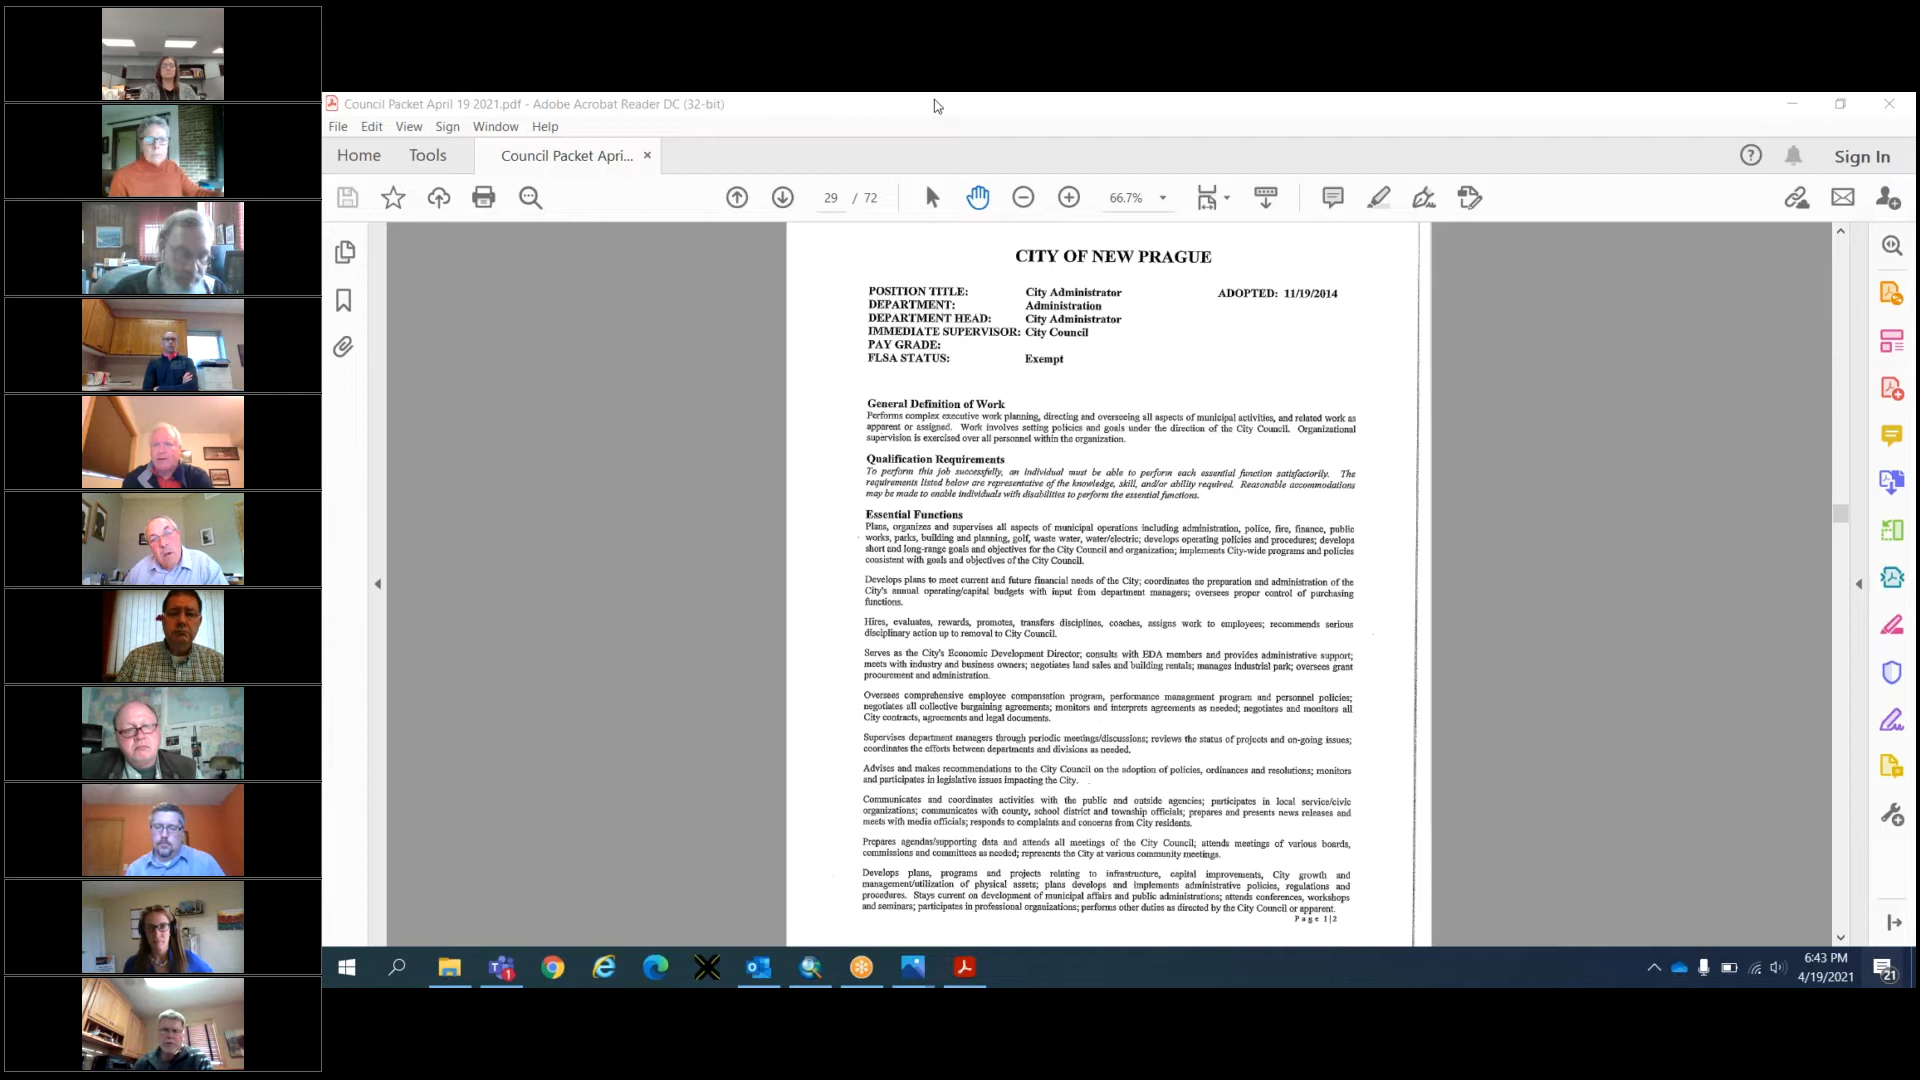 Council Packet April 19 2021.pdf - Adobe Acrobat Reader DC (32-bit)
File Edit View Sign Window Help
Home Tools Council Packet Apri... × Sign In
29 / 72 66.7%
CITY OF NEW PRAGUE
POSITION TITLE: City Administrator ADOPTED: 11/19/2014
DEPARTMENT: Administration
DEPARTMENT HEAD: City Administrator
IMMEDIATE SUPERVISOR: City Council
PAY GRADE:
FLSA STATUS: Exempt
General Definition of Work
Performs complex executive work planning, directing and overseeing all aspects of municipal activities, and related work as
apparent or assigned. Work involves setting policies and goals under the direction of the City Council. Organizational
supervision is exercised over all personnel within the organization.
Qualification Requirements
To perform this job successfully, an individual must be able to perform each essential function satisfactorily. The
requirements listed below are representative of the knowledge, skill, and/or ability required. Reasonable accommodations
may be made to enable individuals with disabilities to perform the essential functions.
Essential Functions
Plans, organizes and supervises all aspects of municipal operations including administration, police, fire, finance, public
works, parks, building and planning, golf, waste water, water/electric; develops operating policies and procedures; develops
short and long-range goals and objectives for the City Council and organization; implements City-wide programs and policies
consistent with goals and objectives of the City Council.
Develops plans to meet current and future financial needs of the City; coordinates the preparation and administration of the
City's annual operating/capital budgets with input from department managers; oversees proper control of purchasing
functions.
Hires, evaluates, rewards, promotes, transfers disciplines, coaches, assigns work to employees; recommends serious
disciplinary action up to removal to City Council.
Serves as the City's Economic Development Director; consults with EDA members and provides administrative support;
meets with industry and business owners; negotiates land sales and building rentals; manages industrial park; oversees grant
procurement and administration.
Oversees comprehensive employee compensation program, performance management program and personnel policies;
negotiates all collective bargaining agreements; monitors and interprets agreements as needed; negotiates and monitors all
City contracts, agreements and legal documents.
Supervises department managers through periodic meetings/discussions; reviews the status of projects and on-going issues;
coordinates the efforts between departments and divisions as needed.
Advises and makes recommendations to the City Council on the adoption of policies, ordinances and resolutions; monitors
and participates in legislative issues impacting the City.
Communicates and coordinates activities with the public and outside agencies; participates in local service/civic
organizations; communicates with county, school district and township officials; prepares and presents news releases and
meets with media officials; responds to complaints and concerns from City residents.
Prepares agendas/supporting data and attends all meetings of the City Council; attends meetings of various boards,
commissions and committees as needed; represents the City at various community meetings.
Develops plans, programs and projects relating to infrastructure, capital improvements, City growth and
management/utilization of physical assets; plans develops and implements administrative policies, regulations and
procedures. Stays current on development of municipal affairs and public administrations; attends conferences, workshops
and seminars; participates in professional organizations; performs other duties as directed by the City Council or apparent.
Page 1|2
6:43 PM
4/19/2021
21
1